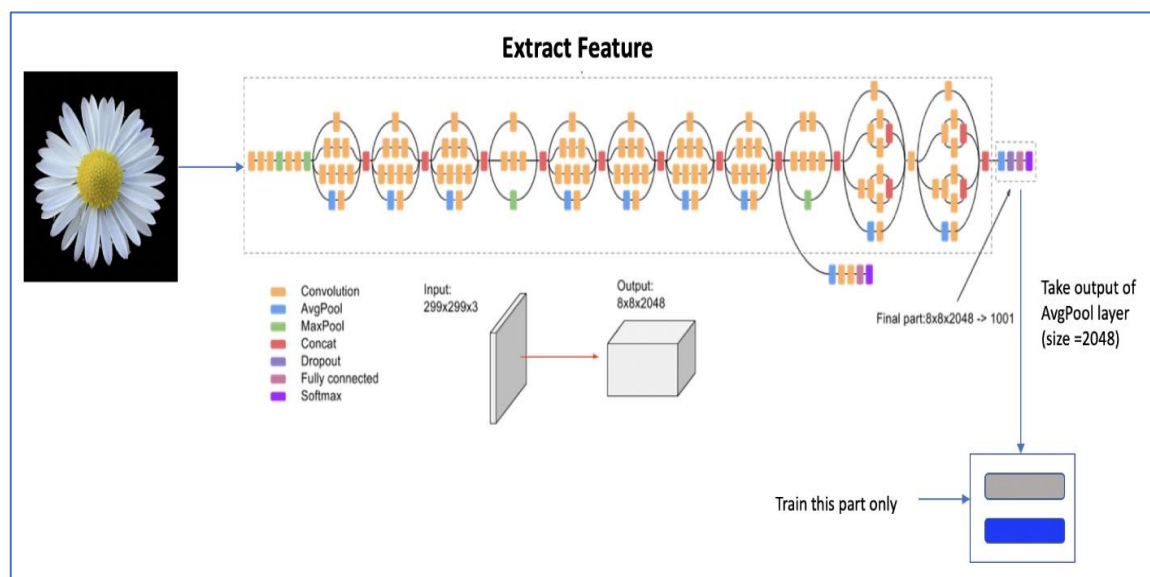 Extract Feature
Convolution
AvgPool
MaxPool
Concat
Dropout
Fully connected
Softmax
Input:
299x299x3
Output:
8x8x2048
Final part:8x8x2048 -> 1001
Take output of
AvgPool layer
(size =2048)
Train this part only